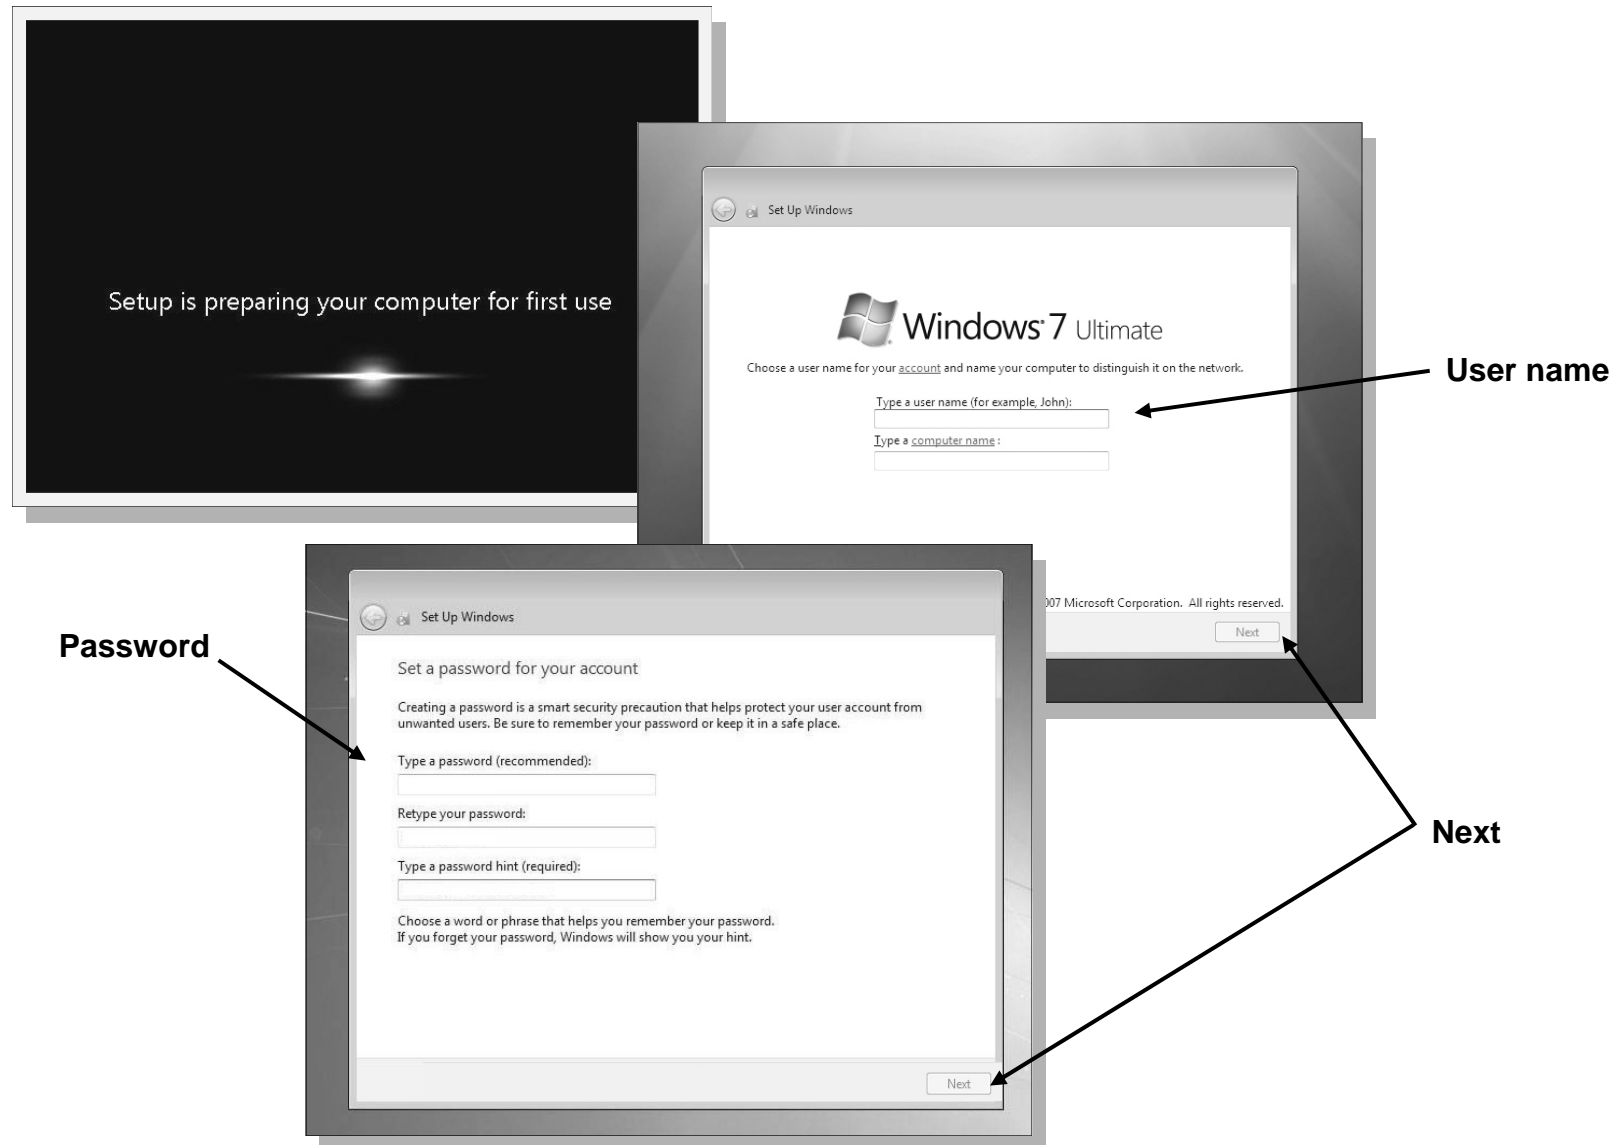 Setup is preparing your computer for first use
Set Up Windows
Windows 7 Ultimate
Choose a user name for your account and name your computer to distinguish it on the network.
Type a user name (for example, John):
Type a computer name :
007 Microsoft Corporation. All rights reserved.
Next
User name
Password
Set Up Windows
Set a password for your account
Creating a password is a smart security precaution that helps protect your user account from
unwanted users. Be sure to remember your password or keep it in a safe place.
Type a password (recommended):
Retype your password:
Type a password hint (required):
Choose a word or phrase that helps you remember your password.
If you forget your password, Windows will show you your hint.
Next
Next